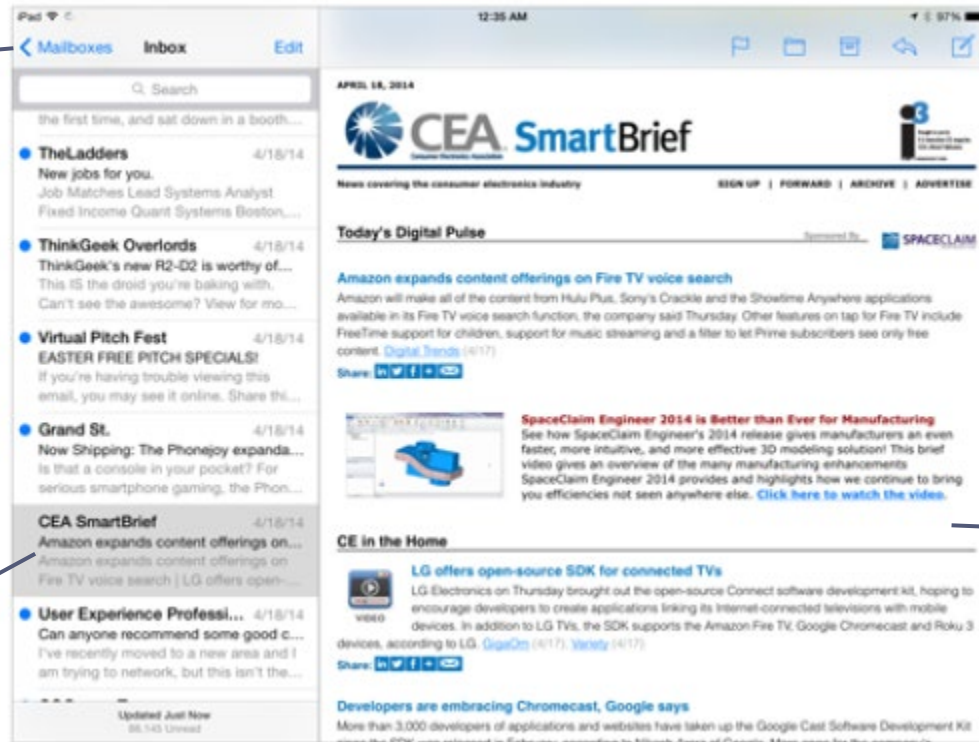 iPad
12:35 AM
97%
Mailboxes
Inbox
Edit
Search
the first time, and sat down in a booth...
TheLadders 4/18/14
New jobs for you.
Job Matches Lead Systems Analyst
Fixed Income Quant Systems Boston,...
ThinkGeek Overlords 4/18/14
ThinkGeek's new R2-D2 is worthy of...
This IS the droid you're baking with.
Can't see the awesome? View for mo...
Virtual Pitch Fest 4/18/14
EASTER FREE PITCH SPECIALS!
If you're having trouble viewing this
email, you may see it online. Share thi...
Grand St. 4/18/14
Now Shipping: The Phonejoy expanda...
Is that a console in your pocket? For
serious smartphone gaming, the Phon...
CEA SmartBrief 4/18/14
Amazon expands content offerings on...
Amazon expands content offerings on
Fire TV voice search | LG offers open-...
User Experience Professi... 4/18/14
Can anyone recommend some good c...
I've recently moved to a new area and I
am trying to network, but this isn't the...
Updated Just Now
Unread
APRIL 18, 2014
CEA SmartBrief
Consumer Electronics Association
i3
News covering the consumer electronics industry
SIGN UP | FORWARD | ARCHIVE | ADVERTISE
Today's Digital Pulse
Sponsored By
SPACECLAIM
Amazon expands content offerings on Fire TV voice search
Amazon will make all of the content from Hulu Plus, Sony's Crackle and the Showtime Anywhere applications
available in its Fire TV voice search function, the company said Thursday. Other features on tap for Fire TV include
FreeTime support for children, support for music streaming and a filter to let Prime subscribers see only free
content. Digital Trends (4/17)
Share:
SpaceClaim Engineer 2014 is Better than Ever for Manufacturing
See how SpaceClaim Engineer's 2014 release gives manufacturers an even
faster, more intuitive, and more effective 3D modeling solution! This brief
video gives an overview of the many manufacturing enhancements
SpaceClaim Engineer 2014 provides and highlights how we continue to bring
you efficiencies not seen anywhere else. Click here to watch the video.
CE in the Home
VIDEO
LG offers open-source SDK for connected TVs
LG Electronics on Thursday brought out the open-source Connect software development kit, hoping to
encourage developers to create applications linking its Internet-connected televisions with mobile
devices. In addition to LG TVs, the SDK supports the Amazon Fire TV, Google Chromecast and Roku 3
devices, according to LG. GigaOm (4/17), Variety (4/17)
Share:
Developers are embracing Chromecast, Google says
More than 3,000 developers of applications and websites have taken up the Google Cast Software Development Kit